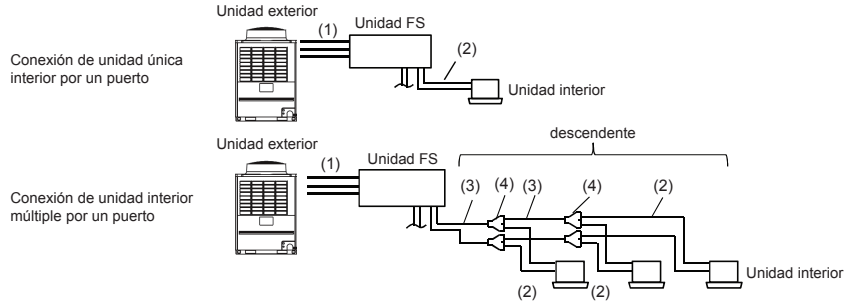 Unidad exterior
(1)
Unidad FS
(2)
Conexión de unidad única
interior por un puerto
Unidad interior
descendente
Unidad exterior
(1)
Unidad FS
(3)
(4)
(3)
(4)
(2)
Conexión de unidad interior
múltiple por un puerto
Unidad interior
(2)
(2)